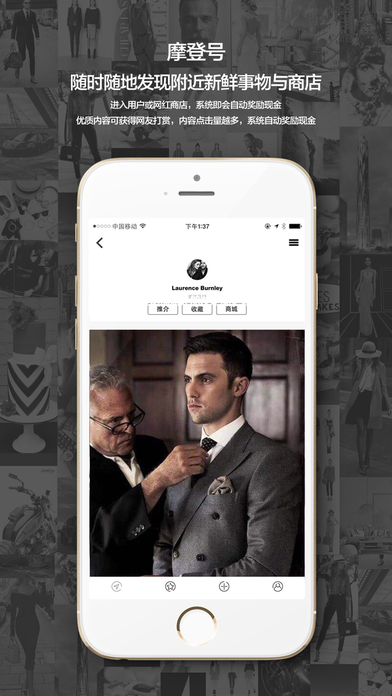 摩登号
随时随地发现附近新鲜事物与商店
进入用户或网红商店，系统即会自动奖励现金
优质内容可获得网友打赏，内容点击量越多，系统自动奖励现金
中国移动 下午1:37
Laurence Burnley
推介 收藏 商城